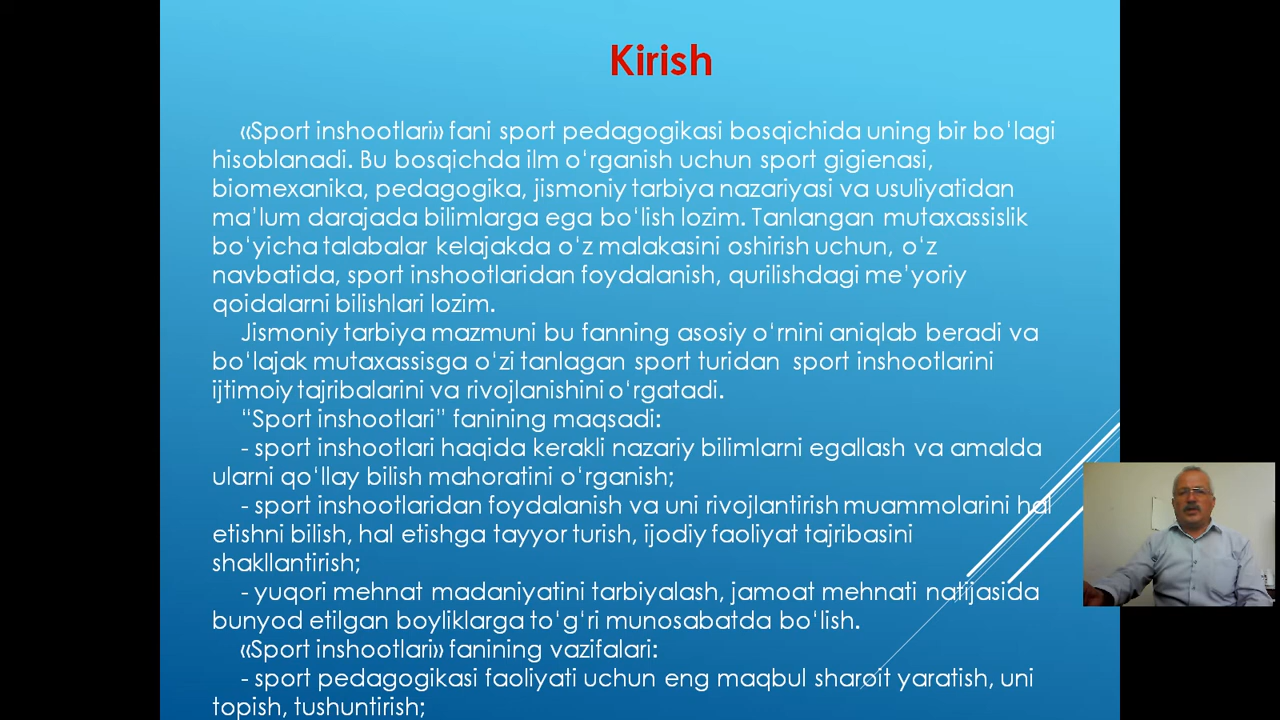 Kirish
«Sport inshootlari» fani sport pedagogikasi bosqichida uning bir bo‘lagi
hisoblanadi. Bu bosqichda ilm o‘rganish uchun sport gigienasi,
biomexanika, pedagogika, jismoniy tarbiya nazariyasi va usuliyatidan
ma'lum darajada bilimlarga ega bo‘lish lozim. Tanlangan mutaxassislik
bo‘yicha talabalar kelajakda o‘z malakasini oshirish uchun, o‘z
navbatida, sport inshootlaridan foydalanish, qurilishdagi me'yoriy
qoidalarni bilishlari lozim.
Jismoniy tarbiya mazmuni bu fanning asosiy o‘rnini aniqlab beradi va
bo‘lajak mutaxassisga o‘zi tanlagan sport turidan sport inshootlarini
ijtimoiy tajribalarini va rivojlanishini o‘rgatadi.
“Sport inshootlari” fanining maqsadi:
- sport inshootlari haqida kerakli nazariy bilimlarni egallash va amalda
ularni qo‘llay bilish mahoratini o‘rganish;
- sport inshootlaridan foydalanish va uni rivojlantirish muammolarini hal
etishni bilish, hal etishga tayyor turish, ijodiy faoliyat tajribasini
shakllantirish;
- yuqori mehnat madaniyatini tarbiyalash, jamoat mehnati natijasida
bunyod etilgan boyliklarga to‘g‘ri munosabatda bo‘lish.
«Sport inshootlari» fanining vazifalari:
- sport pedagogikasi faoliyati uchun eng maqbul sharoit yaratish, uni
topish, tushuntirish;